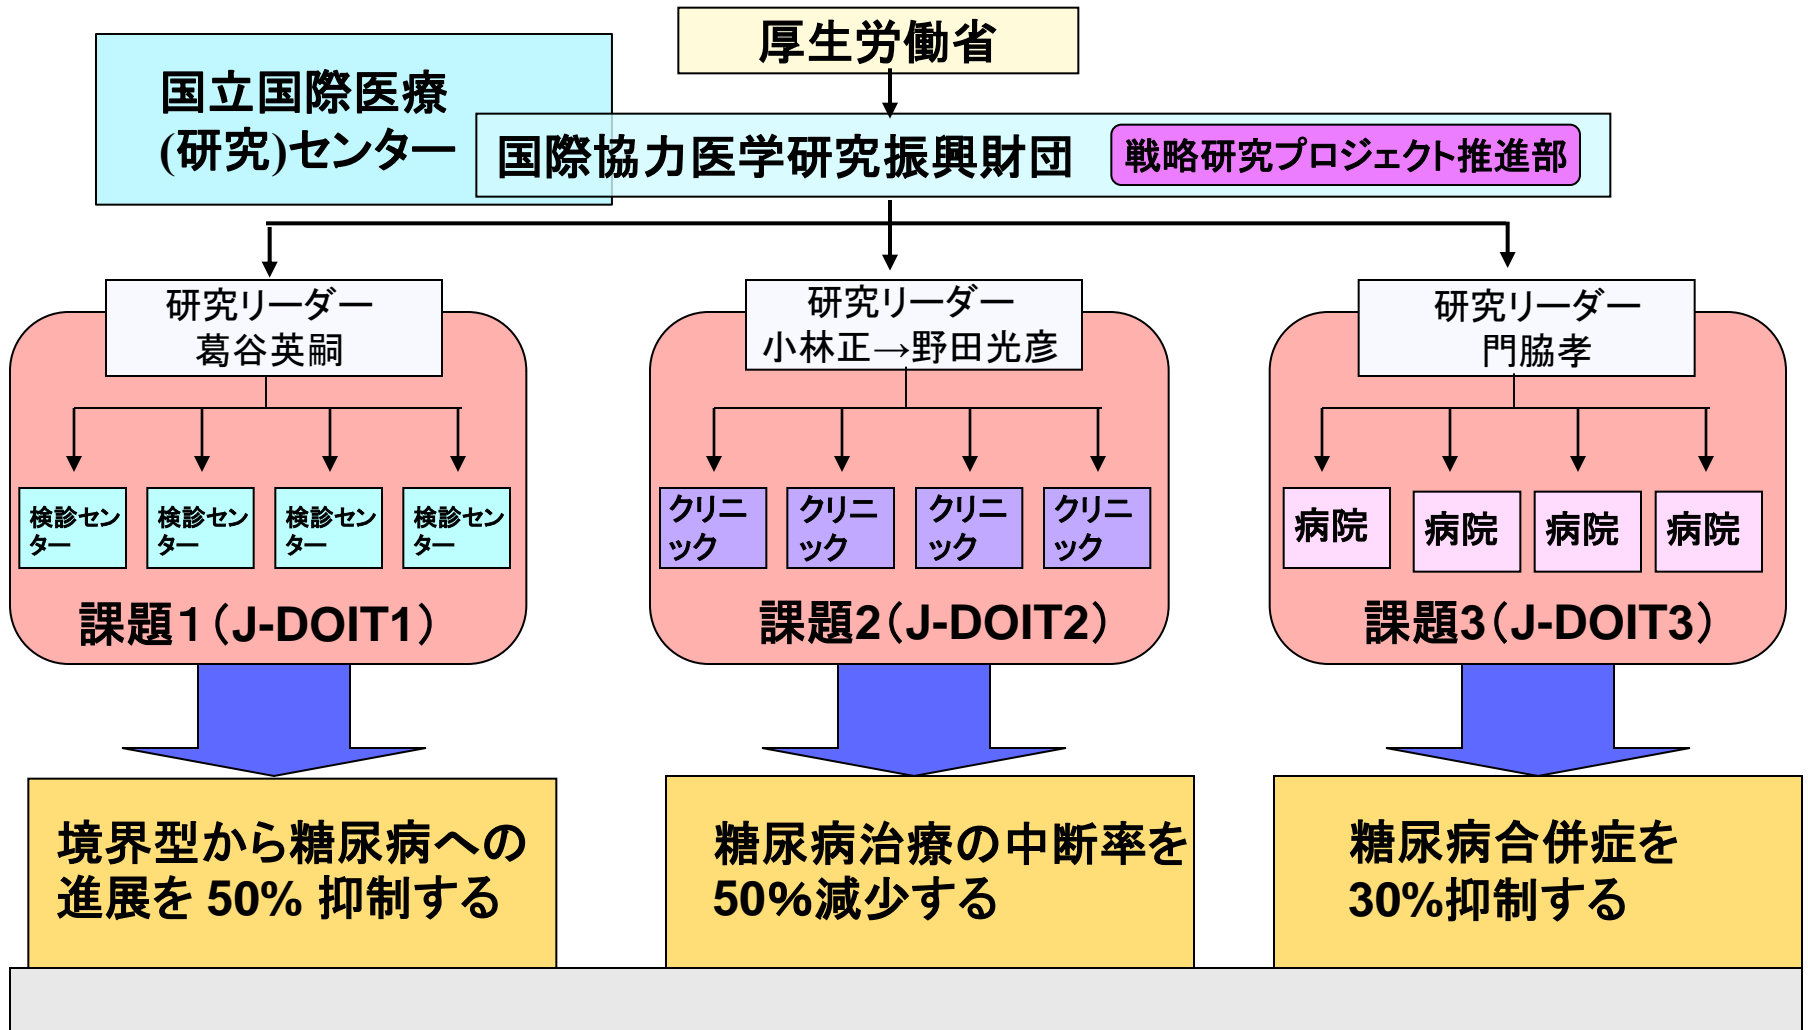 厚生労働省
国立国際医療
(研究)センター
国際協力医学研究振興財団
戦略研究プロジェクト推進部
研究リーダー
葛谷英嗣
研究リーダー
小林正→野田光彦
研究リーダー
門脇孝
検診セン
ター
検診セン
ター
検診セン
ター
検診セン
ター
クリニ
ック
クリニ
ック
クリニ
ック
クリニ
ック
病院
病院
病院
病院
課題１（J-DOIT1）
課題2（J-DOIT2）
課題3（J-DOIT3）
境界型から糖尿病への
進展を 50% 抑制する
糖尿病治療の中断率を
50%減少する
糖尿病合併症を
30%抑制する